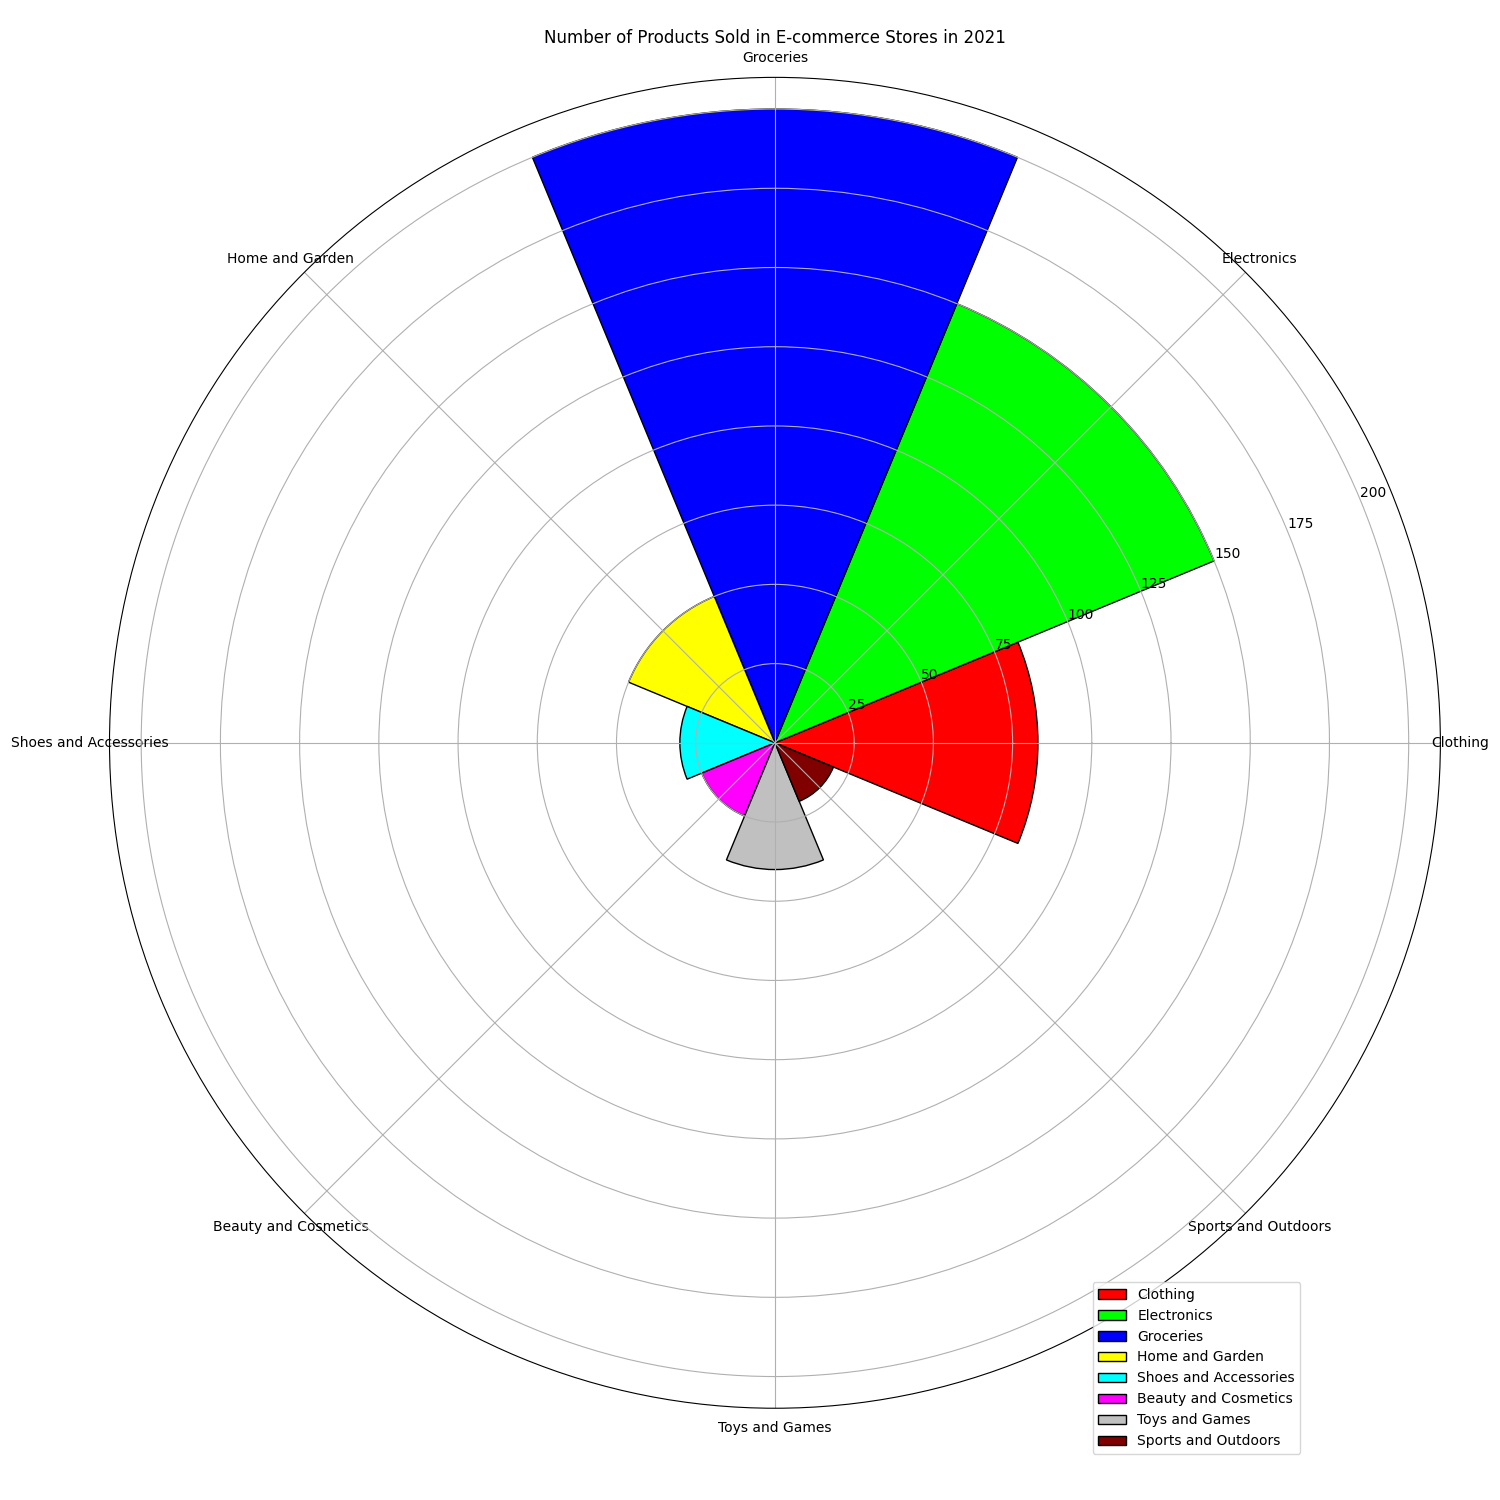 Number of Products Sold in E-commerce Stores in 2021
Groceries
Home and Garden
Electronics
200
175
150
125
100
75
50
25
Shoes and Accessories
Clothing
Beauty and Cosmetics
Sports and Outdoors
Toys and Games
Clothing
Electronics
Groceries
Home and Garden
Shoes and Accessories
Beauty and Cosmetics
Toys and Games
Sports and Outdoors